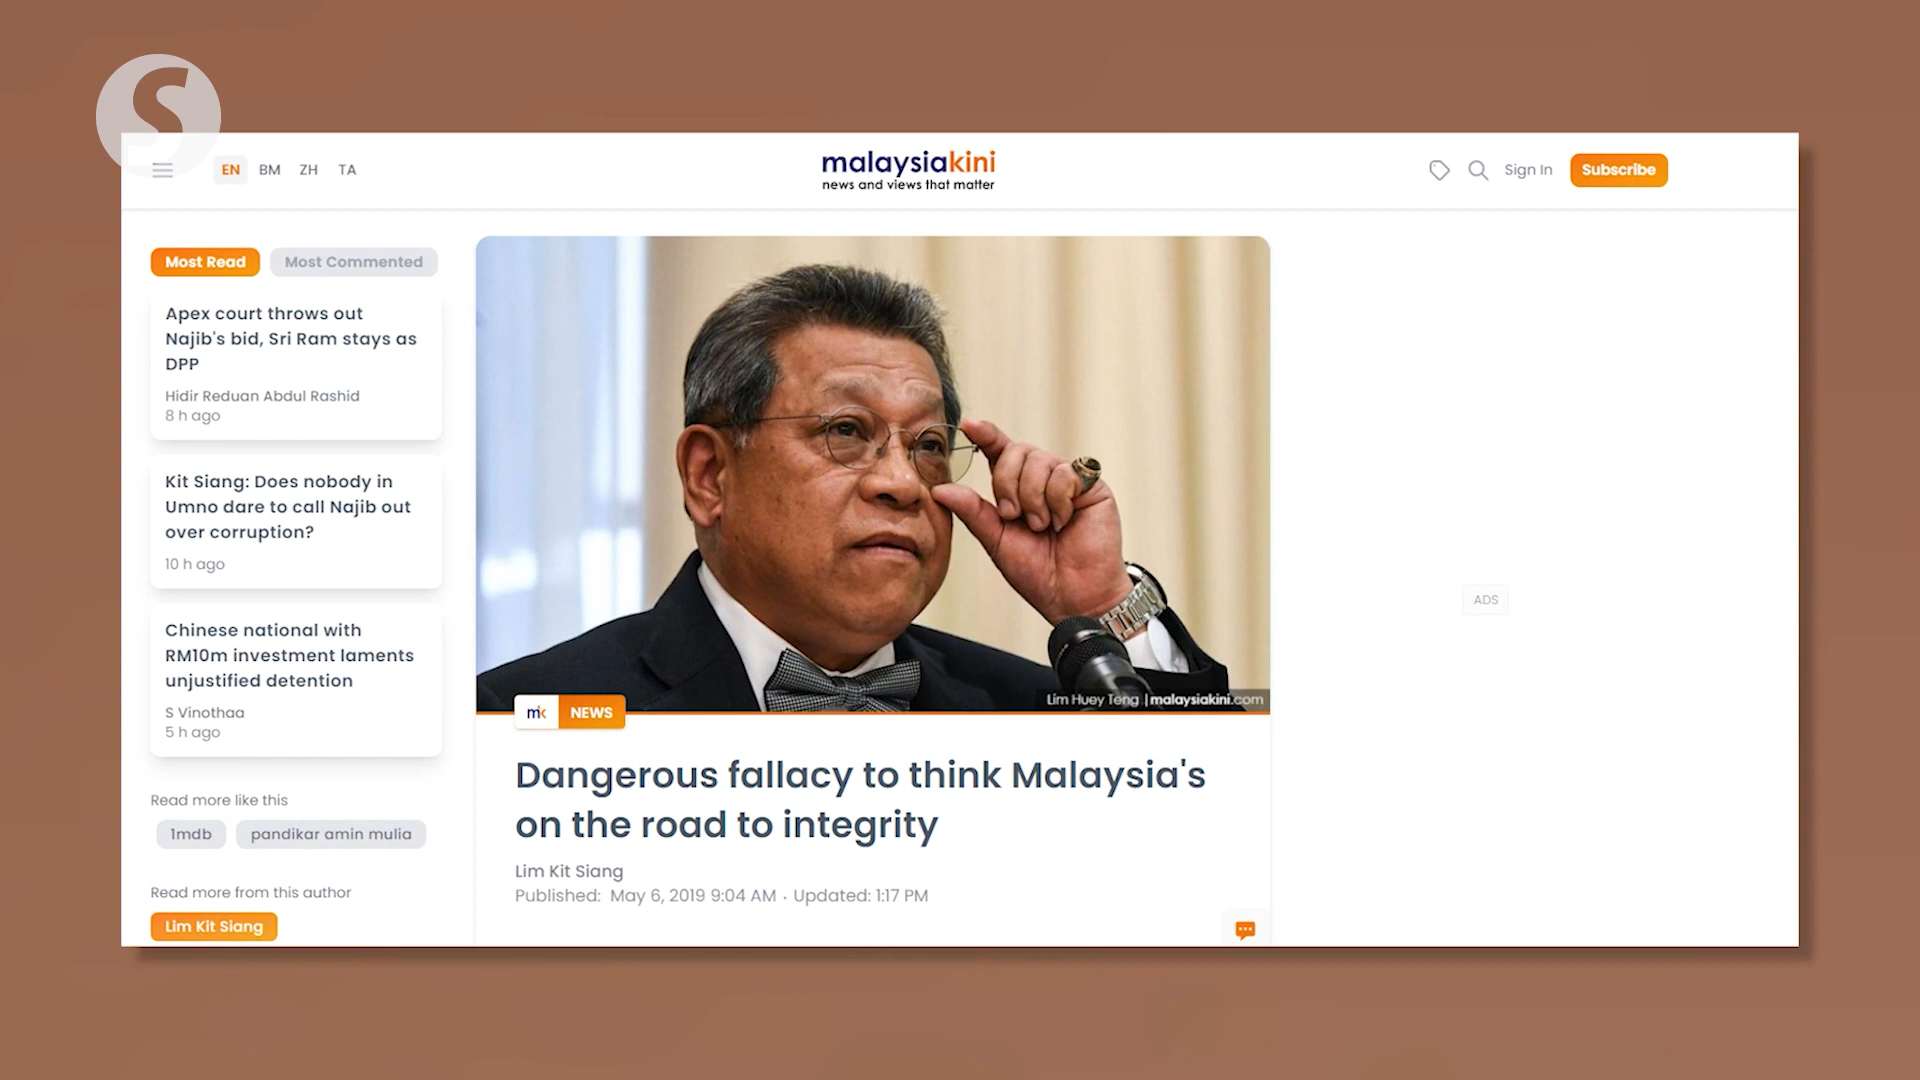 S
EN BM ZH TA
malaysiakini
news and views that matter
Sign In
Subscribe
Most Read
Most Commented
Apex court throws out
Najib's bid, Sri Ram stays as
DPP
Hidir Reduan Abdul Rashid
8 h ago
Kit Siang: Does nobody in
Umno dare to call Najib out
over corruption?
10 h ago
Chinese national with
RM10m investment laments
unjustified detention
S Vinothaa
5 h ago
Read more like this
1mdb
pandikar amin mulia
Read more from this author
Lim Kit Siang
Lim Huey Teng | malaysiakini.com
mk NEWS
Dangerous fallacy to think Malaysia's
on the road to integrity
Lim Kit Siang
Published: May 6, 2019 9:04 AM · Updated: 1:17 PM
ADS